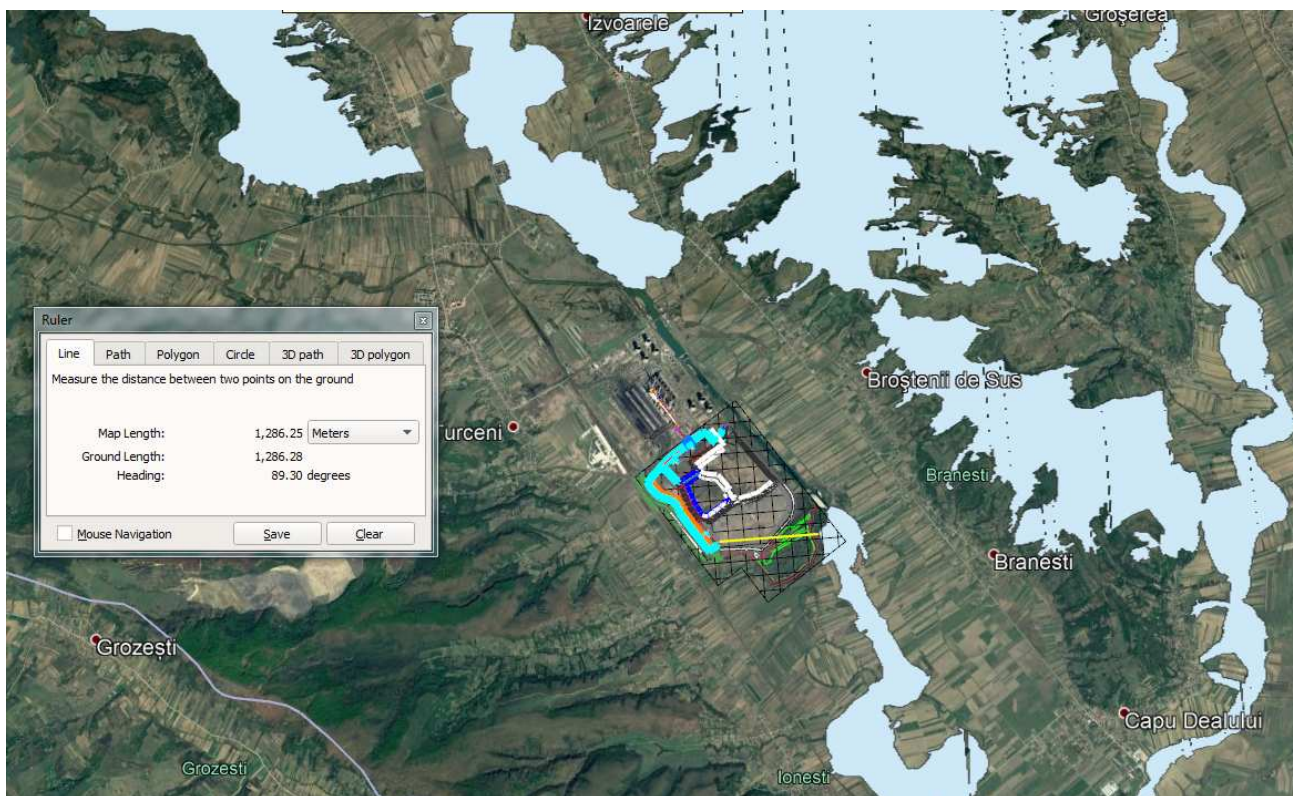 Izvoarele
Groșerea
Ruler
Line Path Polygon Circle 3D path 3D polygon
Measure the distance between two points on the ground
Map Length: 1,286.25 Meters
Ground Length: 1,286.28
Heading: 89.30 degrees
Mouse Navigation Save Clear
Turceni
Broștenii de Sus
Branesti
Branesti
Grozești
Capu Dealului
Grozesti
Ionesti